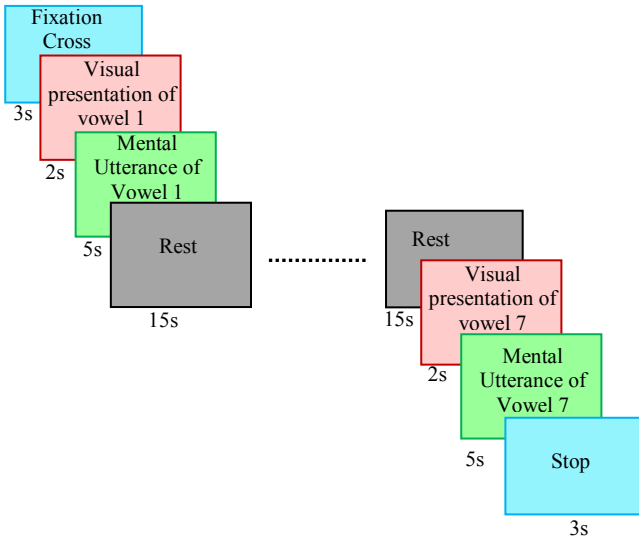 Fixation
Cross
3s
Visual
presentation of
vowel 1
2s
Mental
Utterance of
Vowel 1
5s
Rest
15s
Rest
15s
Visual
presentation of
vowel 7
2s
Mental
Utterance of
Vowel 7
5s
Stop
3s